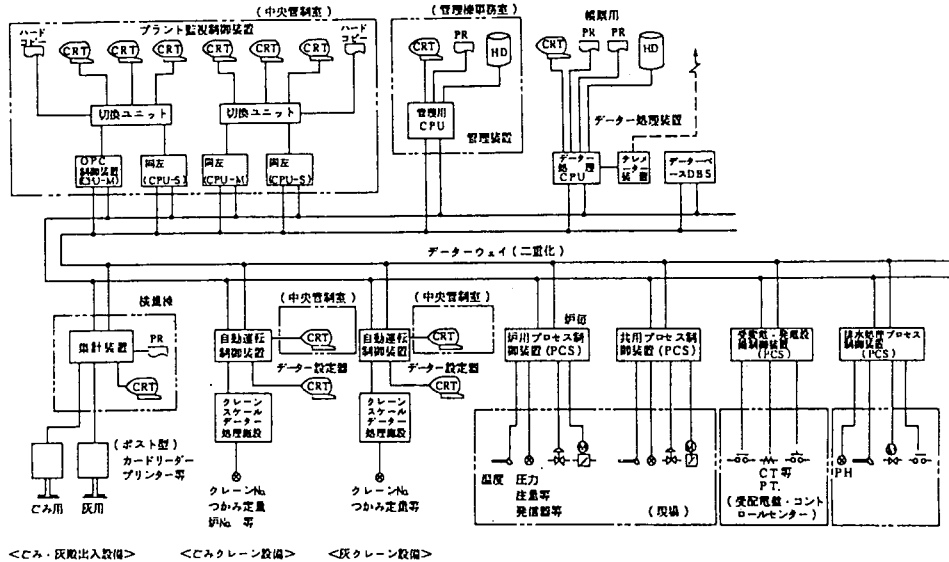 (中央管制室)
プラント監視制御装置
ハード
コピー
CRT
CRT
CRT
CRT
CRT
CRT
ハード
コピー
切換ユニット
切換ユニット
OPC
制御装置
(CPU-M)
同左
(CPU-S)
同左
(CPU-M)
同左
(CPU-S)
(管理棟事務室)
CRT
PR
HD
管理用
CPU
管理装置
帳票用
CRT
PR
PR
HD
データー処理装置
データー
処理
CPU
テレメ
ーター
装置
データーベ
ースDBS
データーウェイ(二重化)
検量棟
集計装置
PR
CRT
(ポスト型)
カードリーダー
プリンター等
ごみ用
灰用
(中央管制室)
自動運転
制御装置
CRT
データー設定器
CRT
クレーン
スケール
データー
処理施設
クレーンNo.
つかみ定量
炉No. 等
(中央管制室)
自動運転
制御装置
CRT
データー設定器
CRT
クレーン
スケール
データー
処理施設
クレーンNo.
つかみ定量等
炉毎
炉用プロセス制
御装置(PCS)
共用プロセス制
御装置(PCS)
受配電・発電設
備制御装置
(PCS)
排水処理プロセス
制御装置
(PCS)
M
M
M
温度
圧力
流量等
発信器等
(現場)
CT等
PT.
(受配電盤・コント
ロールセンター)
PH
<ごみ・灰搬出入設備>
<ごみクレーン設備>
<灰クレーン設備>